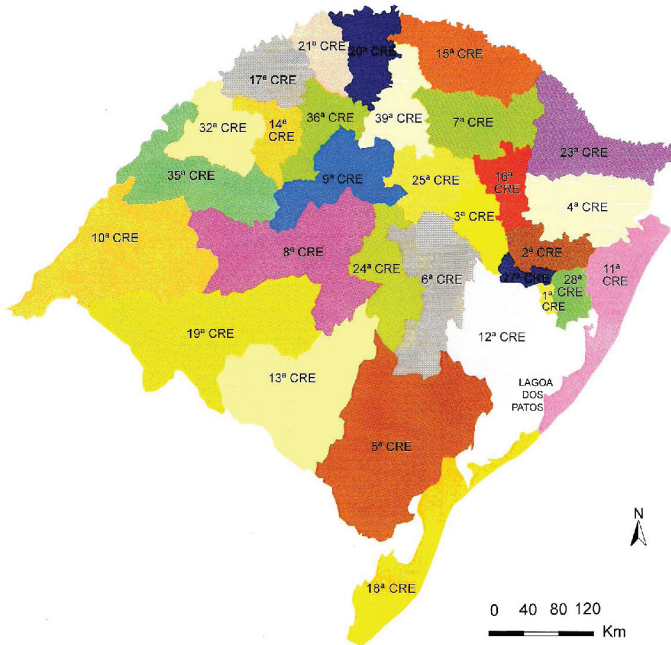 21ª CRE
20ª CRE
15ª CRE
17ª CRE
36ª CRE
39ª CRE
7ª CRE
32ª CRE
14ª
CRE
23ª CRE
35ª CRE
9ª CRE
25ª CRE
16ª
CRE
3ª CRE
4ª CRE
10ª CRE
8ª CRE
24ª CRE
6ª
CRE
2ª CRE
27ª CRE
28ª
CRE
1ª
CRE
11ª
CRE
19ª CRE
12ª CRE
13ª CRE
LAGOA
DOS
PATOS
5ª CRE
18ª CRE
N
0 40 80 120
Km